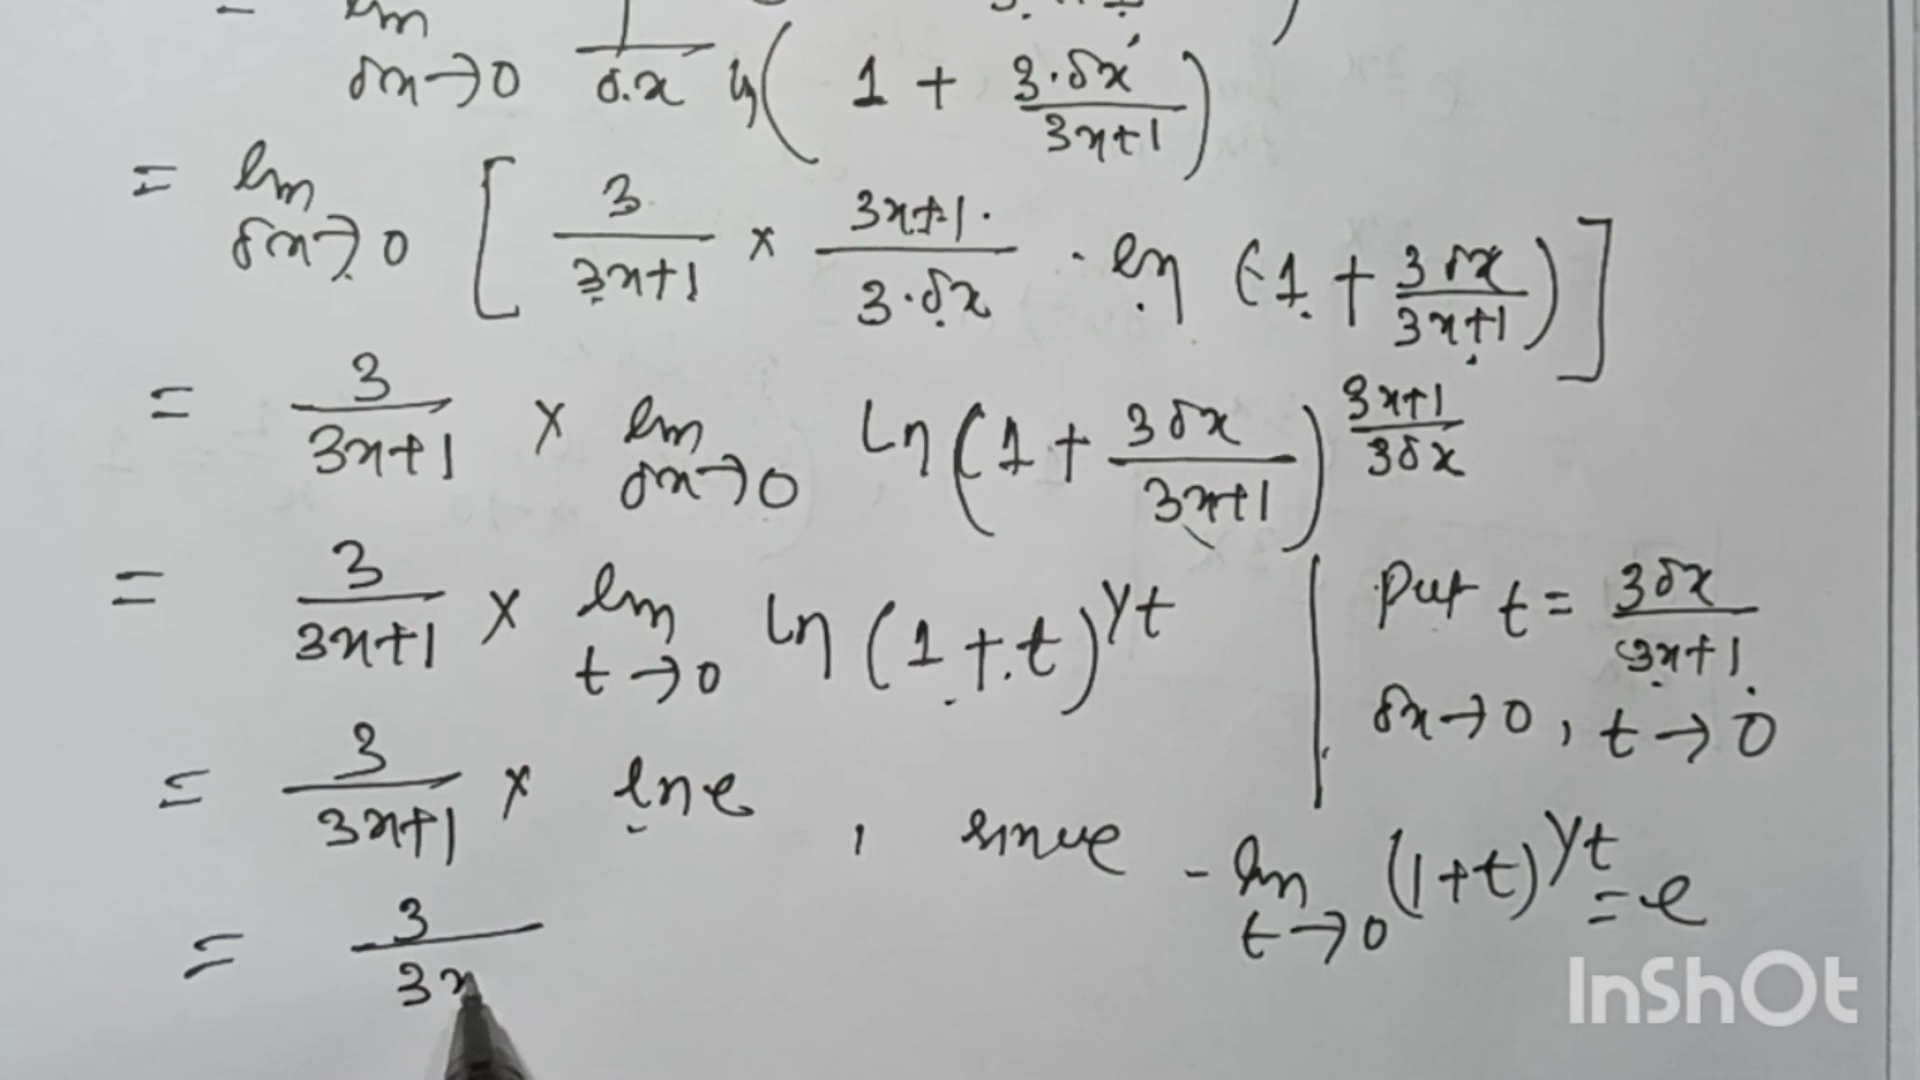 = lim δx→0 1/δx ln(1 + 3·δx/3x+1)
= lim δx→0 [3/3x+1 × 3x+1/3·δx · ln (1 + 3δx/3x+1)]
= 3/3x+1 × lim δx→0 ln(1 + 3δx/3x+1)^3x+1/3δx
= 3/3x+1 × lim t→0 ln (1+t)^1/t
put t = 3δx/3x+1
δx→0, t→0
= 3/3x+1 × lne , since lim t→0 (1+t)^1/t = e
= 3/3x
InShOt